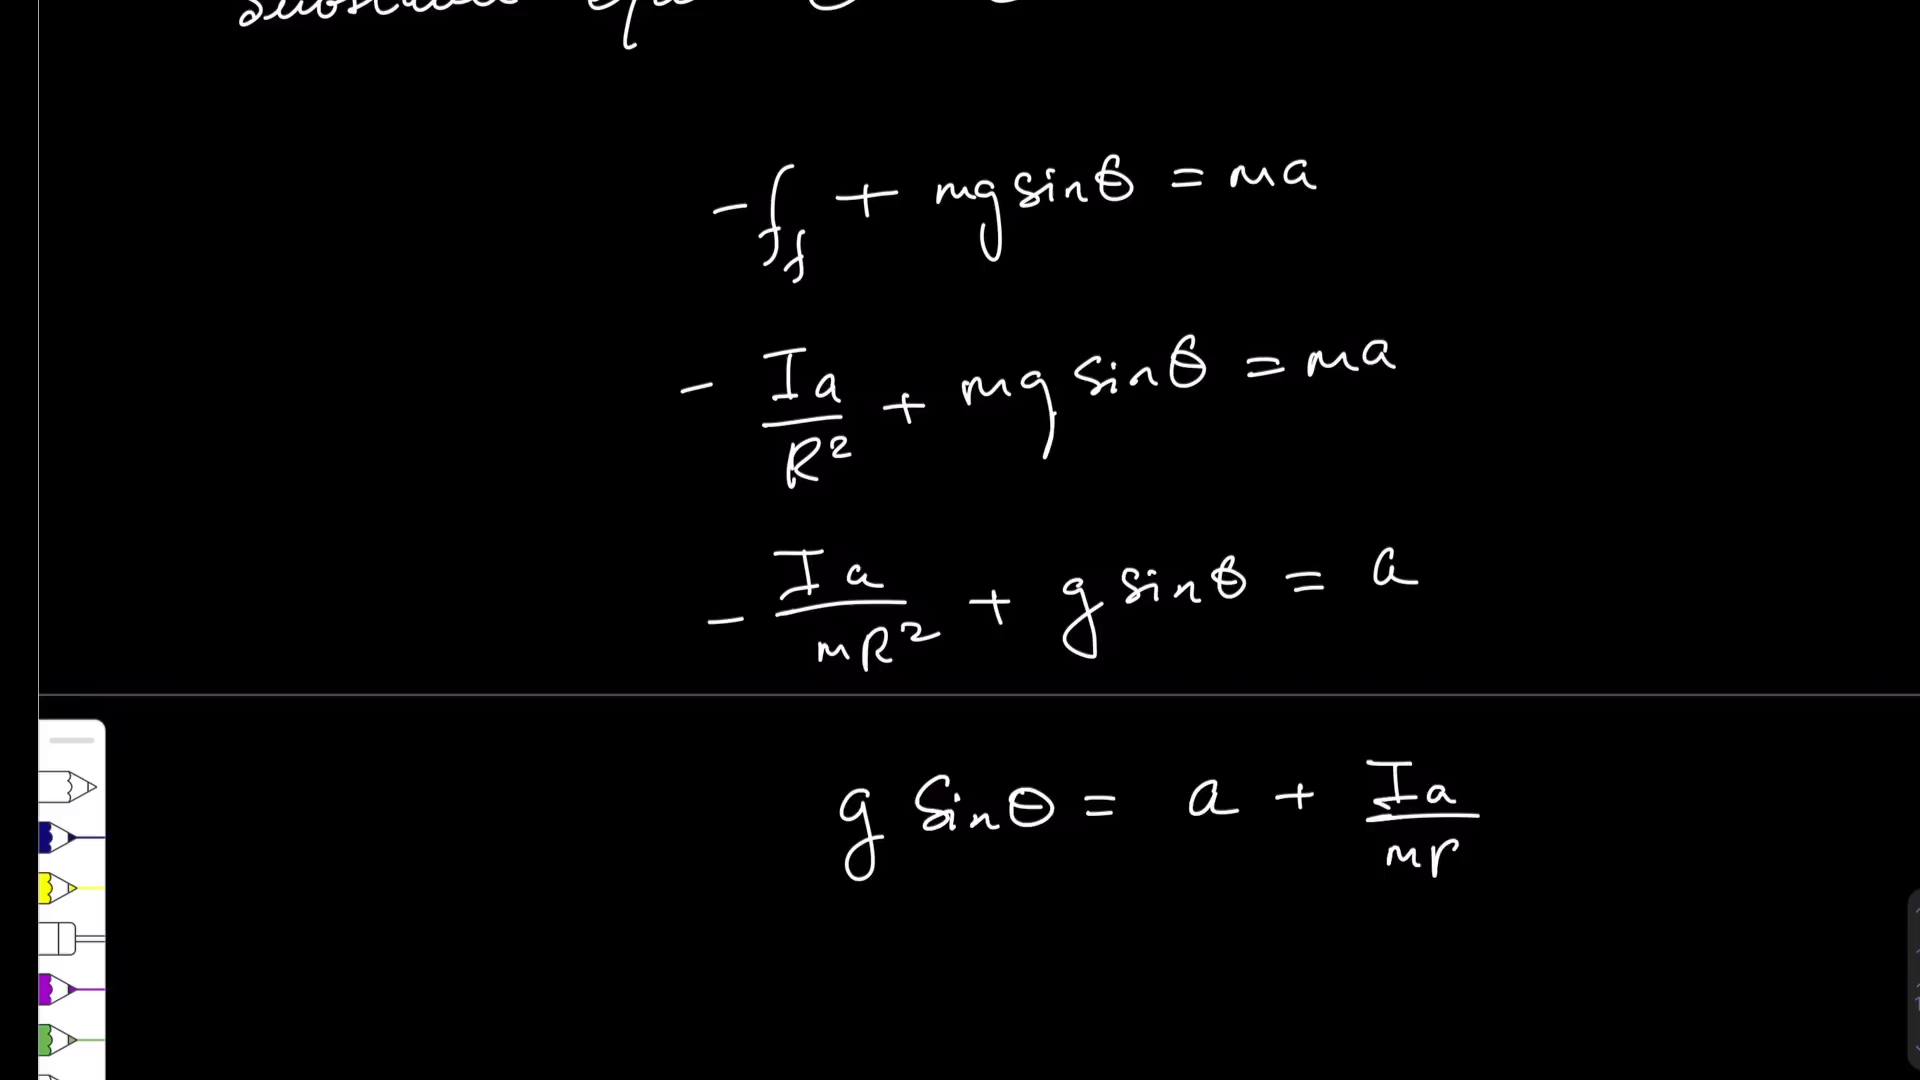 -f_f + mg sinθ = ma
- Ia/R² + mg sinθ = ma
- Ia/mR² + g sinθ = a
g sinθ = a + Ia/mr